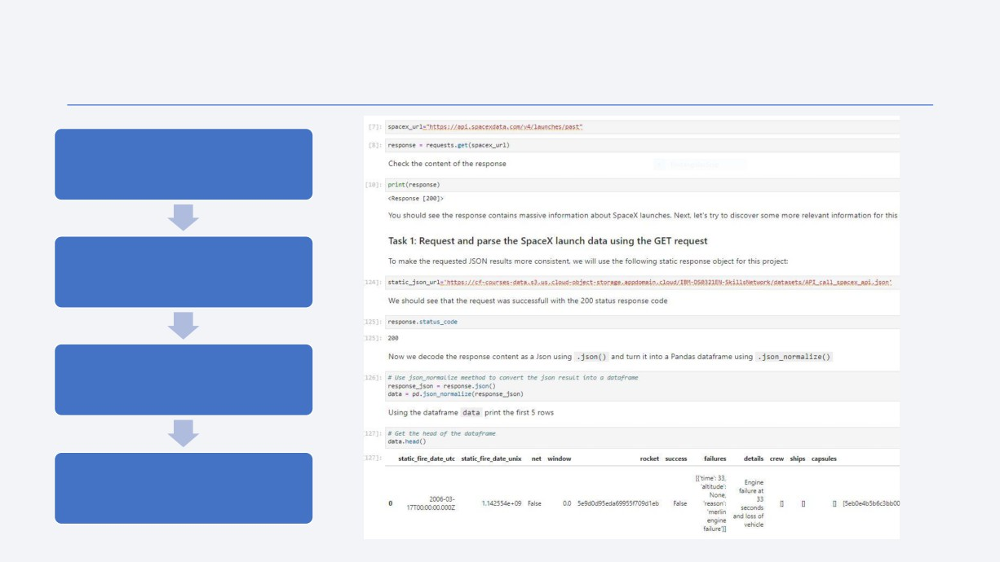 [7]: spacex_url="https://api.spacexdata.com/v4/launches/past"
[8]: response = requests.get(spacex_url)
Check the content of the response
[10]: print(response)
<Response [200]>
You should see the response contains massive information about SpaceX launches. Next, let's try to discover some more relevant information for this
Task 1: Request and parse the SpaceX launch data using the GET request
To make the requested JSON results more consistent, we will use the following static response object for this project:
[124]: static_json_url='https://cf-courses-data.s3.us.cloud-object-storage.appdomain.cloud/IBM-DS0321EN-SkillsNetwork/datasets/API_call_spacex_api.json'
We should see that the request was successfull with the 200 status response code
[125]: response.status_code
[125]: 200
Now we decode the response content as a Json using .json() and turn it into a Pandas dataframe using .json_normalize()
[126]: # Use json_normalize meethod to convert the json result into a dataframe
response_json = response.json()
data = pd.json_normalize(response_json)
Using the dataframe data print the first 5 rows
[127]: # Get the head of the dataframe
data.head()
[127]: static_fire_date_utc static_fire_date_unix net window rocket success failures details crew ships capsules
[{'time': 33,
'altitude':
None,
'reason':
'merlin
engine
failure'}]
Engine
failure at
33
seconds
and loss of
vehicle
0 2006-03-
17T00:00:00.000Z
1.142554e+09 False 0.0 5e9d0d95eda69955f709d1eb False [] [] [] [5eb0e4b5b6c3bb00